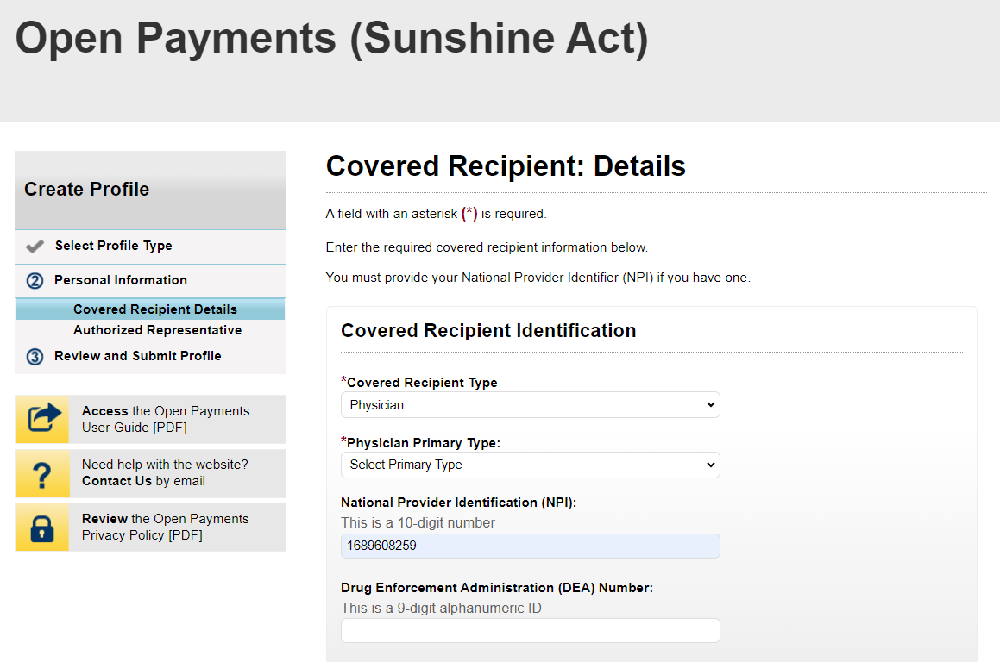 Open Payments (Sunshine Act)
Create Profile
Select Profile Type
2 Personal Information
Covered Recipient Details
Authorized Representative
3 Review and Submit Profile
Access the Open Payments
User Guide [PDF]
? Need help with the website?
Contact Us by email
Review the Open Payments
Privacy Policy [PDF]
Covered Recipient: Details
A field with an asterisk (*) is required.
Enter the required covered recipient information below.
You must provide your National Provider Identifier (NPI) if you have one.
Covered Recipient Identification
*Covered Recipient Type
Physician
*Physician Primary Type:
Select Primary Type
National Provider Identification (NPI):
This is a 10-digit number
1689608259
Drug Enforcement Administration (DEA) Number:
This is a 9-digit alphanumeric ID